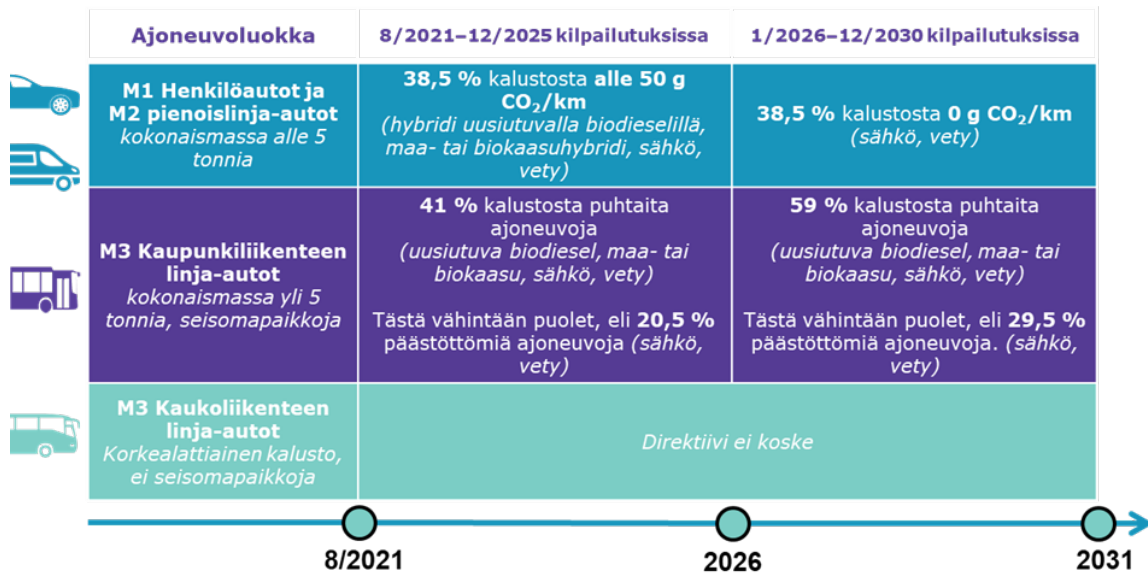 Ajoneuvoluokka
8/2021–12/2025 kilpailutuksissa
1/2026–12/2030 kilpailutuksissa
M1 Henkilöautot ja
M2 pienoislinja-autot
kokonaismassa alle 5
tonnia
38,5 % kalustosta alle 50 g
CO₂/km
(hybridi uusiutuvalla biodieselillä,
maa- tai biokaasuhybridi, sähkö,
vety)
38,5 % kalustosta 0 g CO₂/km
(sähkö, vety)
M3 Kaupunkiliikenteen
linja-autot
kokonaismassa yli 5
tonnia, seisomapaikkoja
41 % kalustosta puhtaita
ajoneuvoja
(uusiutuva biodiesel, maa- tai
biokaasu, sähkö, vety)
Tästä vähintään puolet, eli 20,5 %
päästöttömiä ajoneuvoja (sähkö,
vety)
59 % kalustosta puhtaita
ajoneuvoja
(uusiutuva biodiesel, maa- tai
biokaasu, sähkö, vety)
Tästä vähintään puolet, eli 29,5 %
päästöttömiä ajoneuvoja. (sähkö,
vety)
M3 Kaukoliikenteen
linja-autot
Korkealattiainen kalusto,
ei seisomapaikkoja
Direktiivi ei koske
8/2021
2026
2031